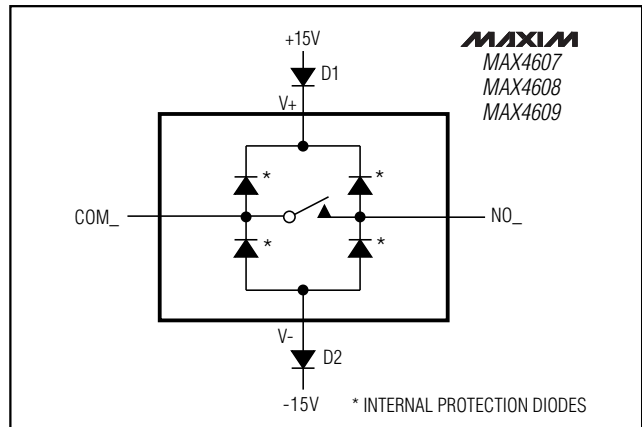 +15V
MAXIM
D1
MAX4607
MAX4608
MAX4609
V+
*
*
COM_
NO_
*
*
V-
D2
-15V
* INTERNAL PROTECTION DIODES